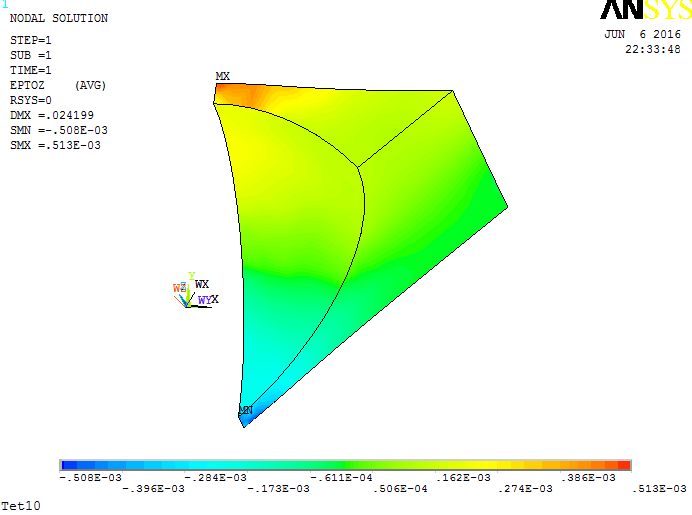 1
NODAL SOLUTION
STEP=1
SUB =1
TIME=1
EPTOZ (AVG)
RSYS=0
DMX =.024199
SMN =-.508E-03
SMX =.513E-03
ANSYS
JUN 6 2016
22:33:48
MX
Y
WZ WX
WY X
MN
-.508E-03 -.284E-03 -.611E-04 .162E-03 .386E-03
-.396E-03 -.173E-03 .506E-04 .274E-03 .513E-03
Tet10